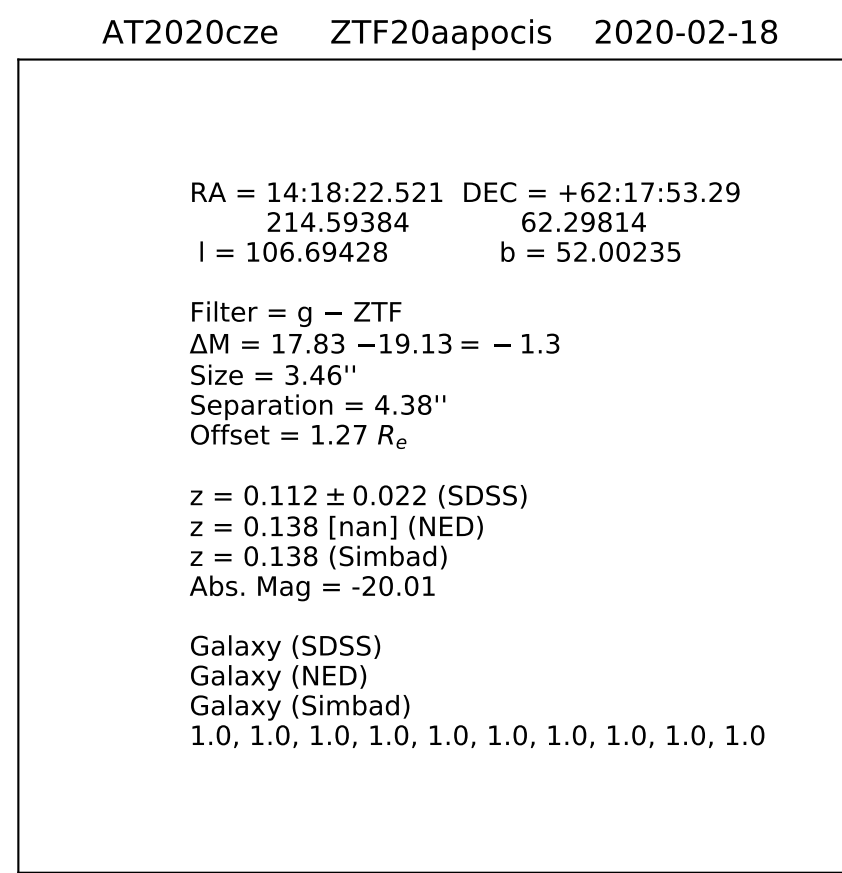 AT2020cze ZTF20aapocis 2020-02-18
RA = 14:18:22.521 DEC = +62:17:53.29
214.59384 62.29814
l = 106.69428 b = 52.00235
Filter = g − ZTF
ΔM = 17.83 −19.13 = − 1.3
Size = 3.46''
Separation = 4.38''
Offset = 1.27 Re
z = 0.112 ± 0.022 (SDSS)
z = 0.138 [nan] (NED)
z = 0.138 (Simbad)
Abs. Mag = -20.01
Galaxy (SDSS)
Galaxy (NED)
Galaxy (Simbad)
1.0, 1.0, 1.0, 1.0, 1.0, 1.0, 1.0, 1.0, 1.0, 1.0